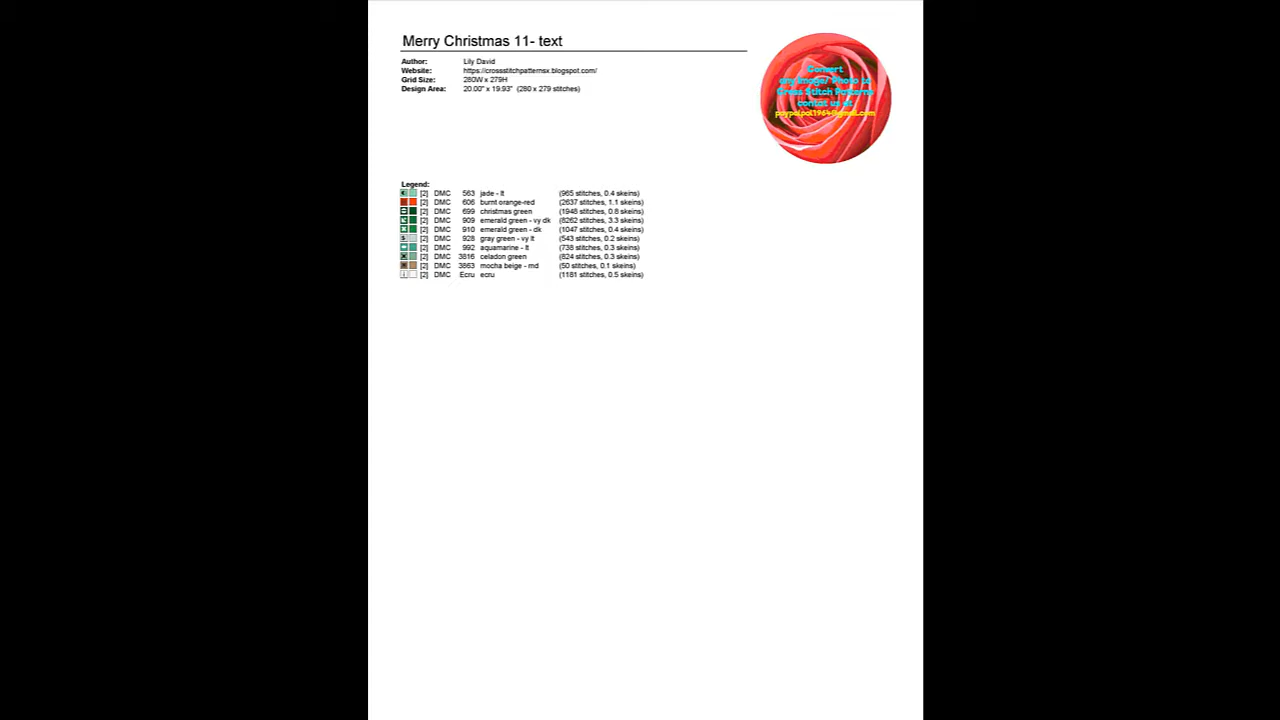 Merry Christmas 11- text
Author: Lily David
Website: https://crossstitchpatternsx.blogspot.com/
Grid Size: 280W x 279H
Design Area: 20.00" x 19.93" (280 x 279 stitches)
Convert
any Image/ Photo to
Cross Stitch Patterns
contat us at
paypalpal1964@gmail.com
Legend:
[2] DMC 563 jade - lt (965 stitches, 0.4 skeins)
[2] DMC 606 burnt orange-red (2637 stitches, 1.1 skeins)
[2] DMC 699 christmas green (1948 stitches, 0.8 skeins)
[2] DMC 909 emerald green - vy dk (8262 stitches, 3.3 skeins)
[2] DMC 910 emerald green - dk (1047 stitches, 0.4 skeins)
[2] DMC 928 gray green - vy lt (543 stitches, 0.2 skeins)
[2] DMC 992 aquamarine - lt (738 stitches, 0.3 skeins)
[2] DMC 3816 celadon green (824 stitches, 0.3 skeins)
[2] DMC 3863 mocha beige - md (50 stitches, 0.1 skeins)
[2] DMC Ecru ecru (1181 stitches, 0.5 skeins)